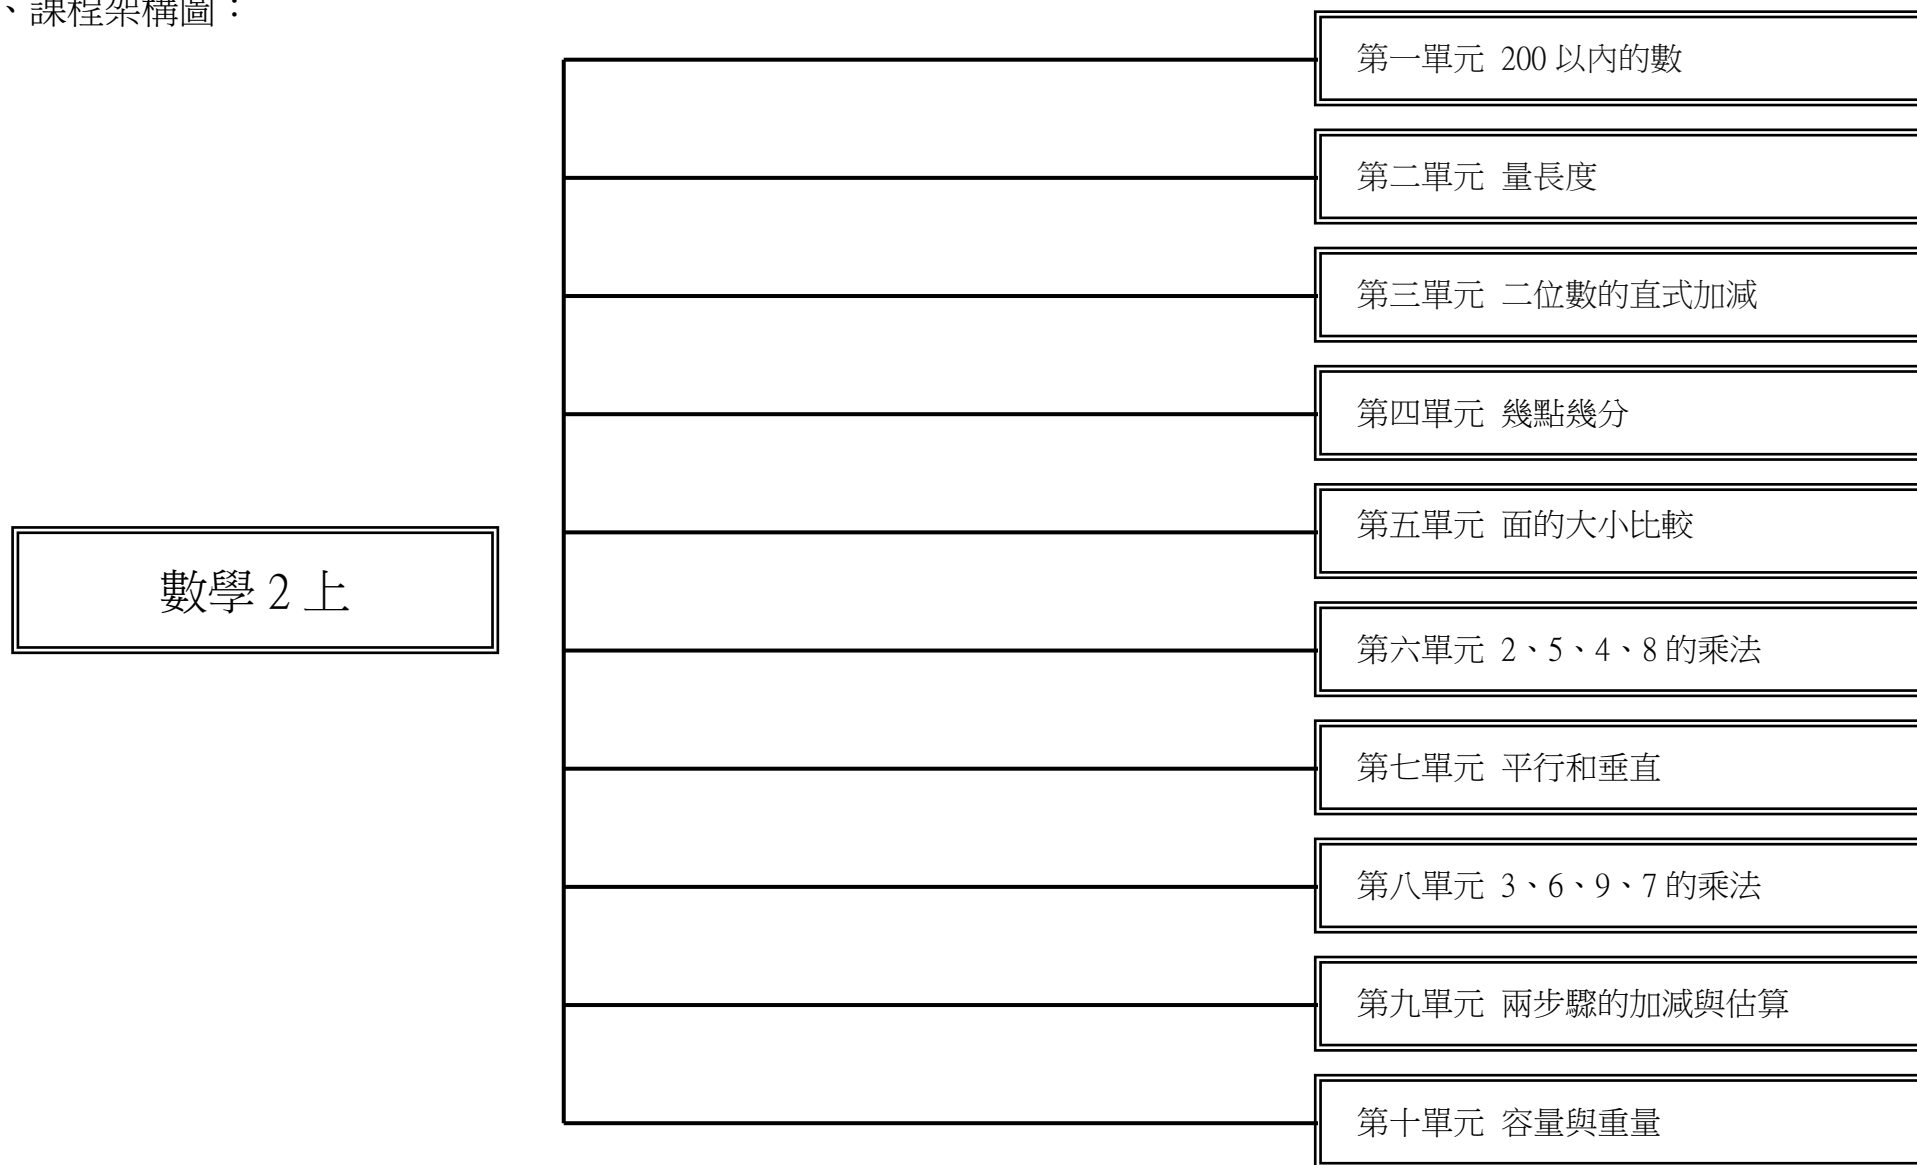 、課程架構圖：
第一單元 200 以內的數
第二單元 量長度
第三單元 二位數的直式加減
第四單元 幾點幾分
第五單元 面的大小比較
數學 2 上
第六單元 2、5、4、8 的乘法
第七單元 平行和垂直
第八單元 3、6、9、7 的乘法
第九單元 兩步驟的加減與估算
第十單元 容量與重量